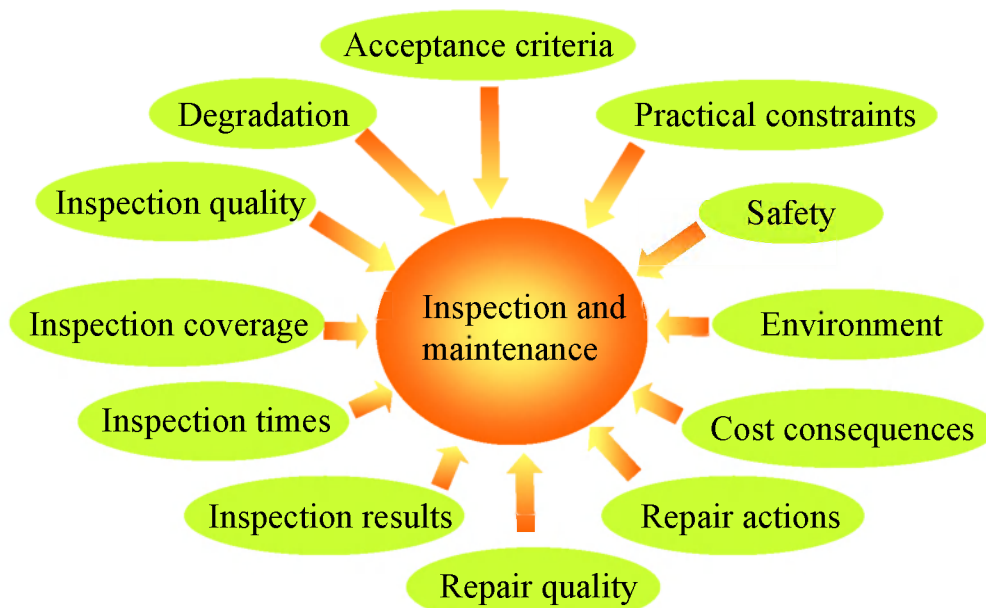 Acceptance criteria
Degradation
Practical constraints
Inspection quality
Safety
Inspection coverage
Inspection and
maintenance
Environment
Inspection times
Cost consequences
Inspection results
Repair actions
Repair quality